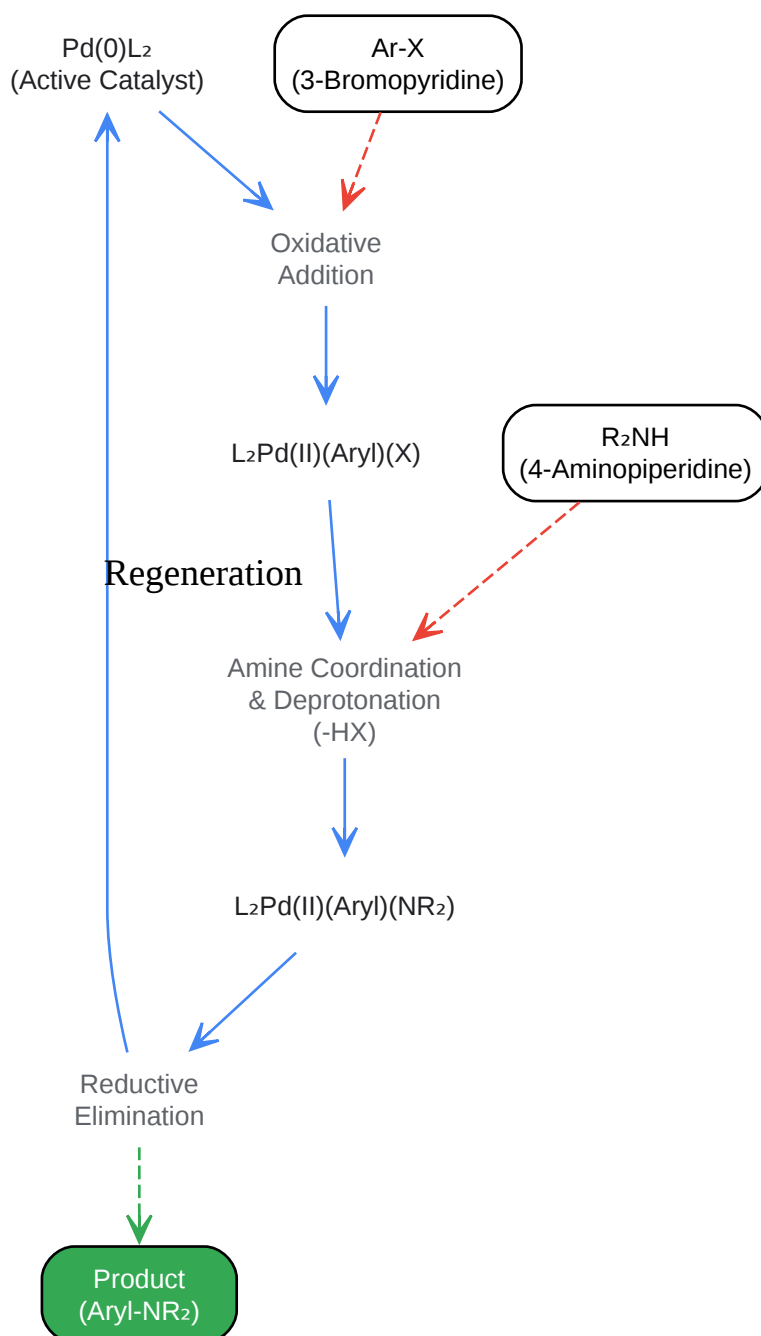 Pd(0)L₂
(Active Catalyst)
Ar-X
(3-Bromopyridine)
Oxidative
Addition
L₂Pd(II)(Aryl)(X)
R₂NH
(4-Aminopiperidine)
Regeneration
Amine Coordination
& Deprotonation
(-HX)
L₂Pd(II)(Aryl)(NR₂)
Reductive
Elimination
Product
(Aryl-NR₂)